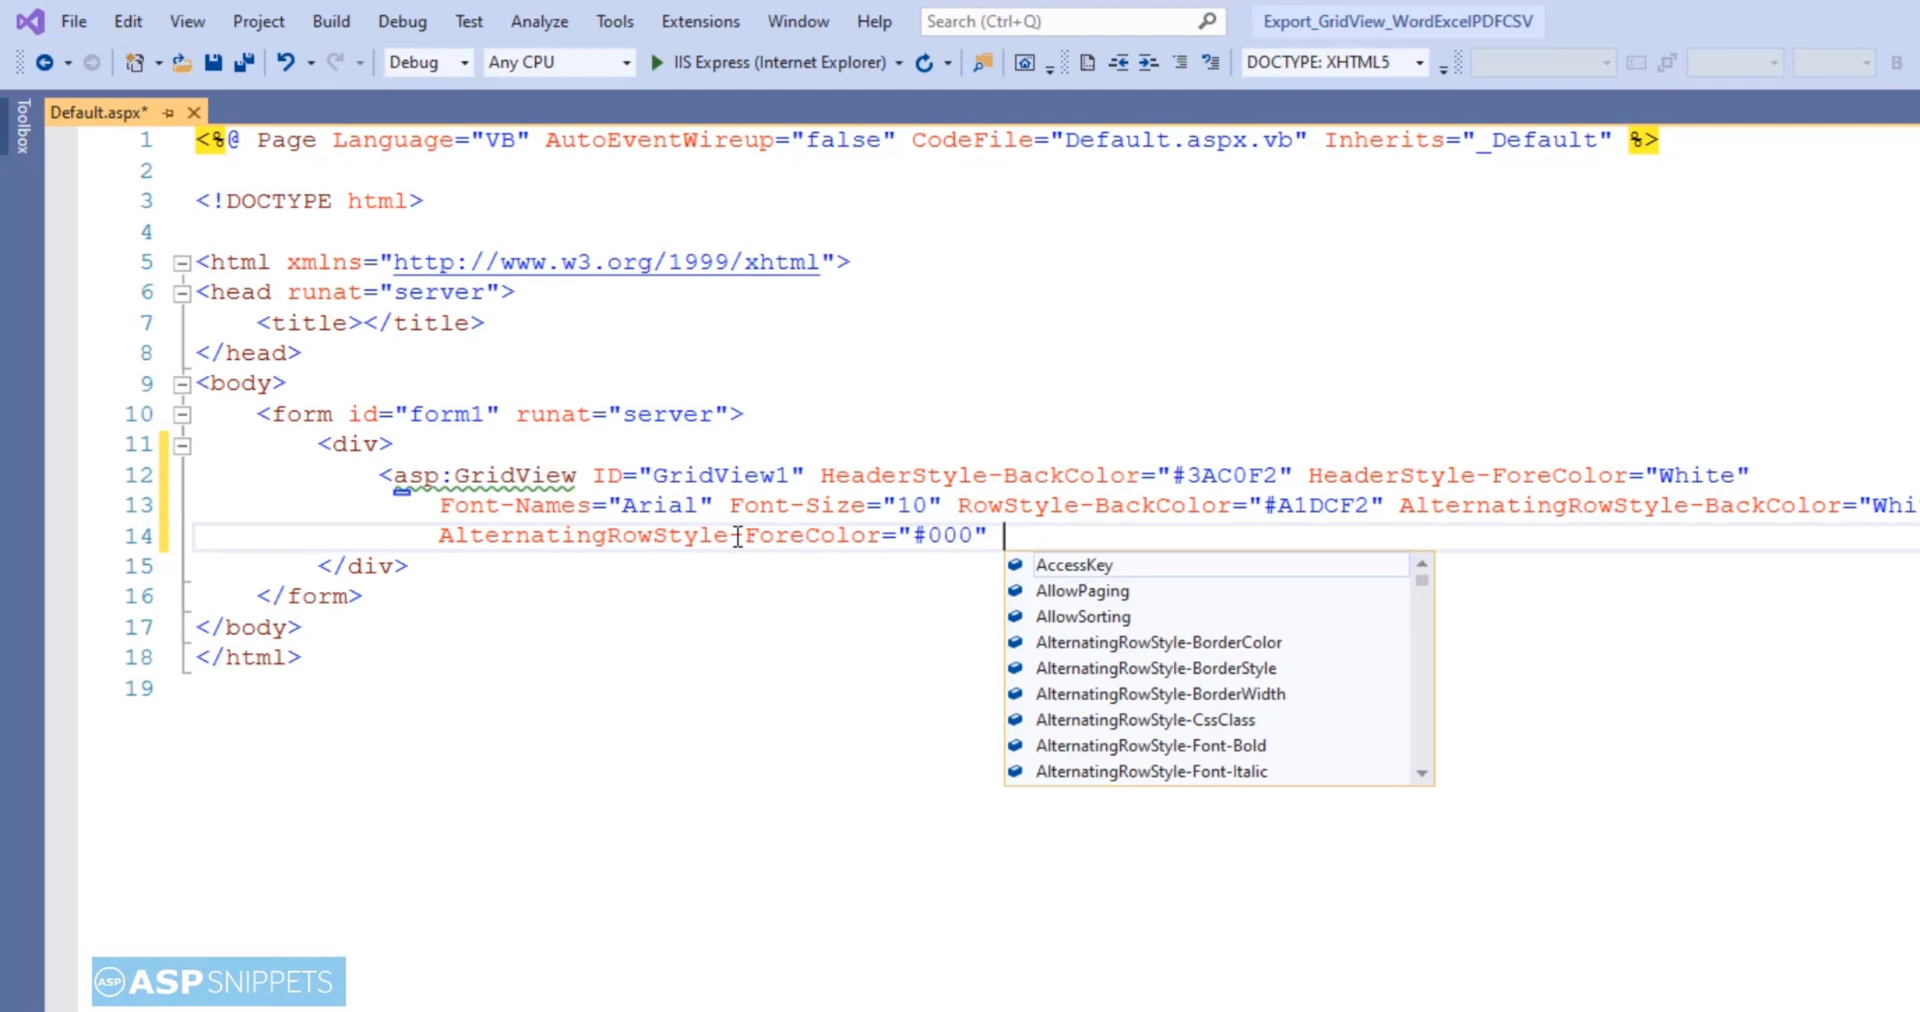 File Edit View Project Build Debug Test Analyze Tools Extensions Window Help Search (Ctrl+Q) Export_GridView_WordExcelPDFCSV
Debug Any CPU IIS Express (Internet Explorer) DOCTYPE: XHTML5 B
Toolbox
Default.aspx*
1 <%@ Page Language="VB" AutoEventWireup="false" CodeFile="Default.aspx.vb" Inherits="_Default" %>
2
3 <!DOCTYPE html>
4
5 <html xmlns="http://www.w3.org/1999/xhtml">
6 <head runat="server">
7 <title></title>
8 </head>
9 <body>
10 <form id="form1" runat="server">
11 <div>
12 <asp:GridView ID="GridView1" HeaderStyle-BackColor="#3AC0F2" HeaderStyle-ForeColor="White"
13 Font-Names="Arial" Font-Size="10" RowStyle-BackColor="#A1DCF2" AlternatingRowStyle-BackColor="Whi
14 AlternatingRowStyle-ForeColor="#000"
AccessKey
15 </div>
AllowPaging
16 </form>
AllowSorting
17 </body>
AlternatingRowStyle-BorderColor
18 </html>
AlternatingRowStyle-BorderStyle
19
AlternatingRowStyle-BorderWidth
AlternatingRowStyle-CssClass
AlternatingRowStyle-Font-Bold
AlternatingRowStyle-Font-Italic
ASP ASPSNIPPETS